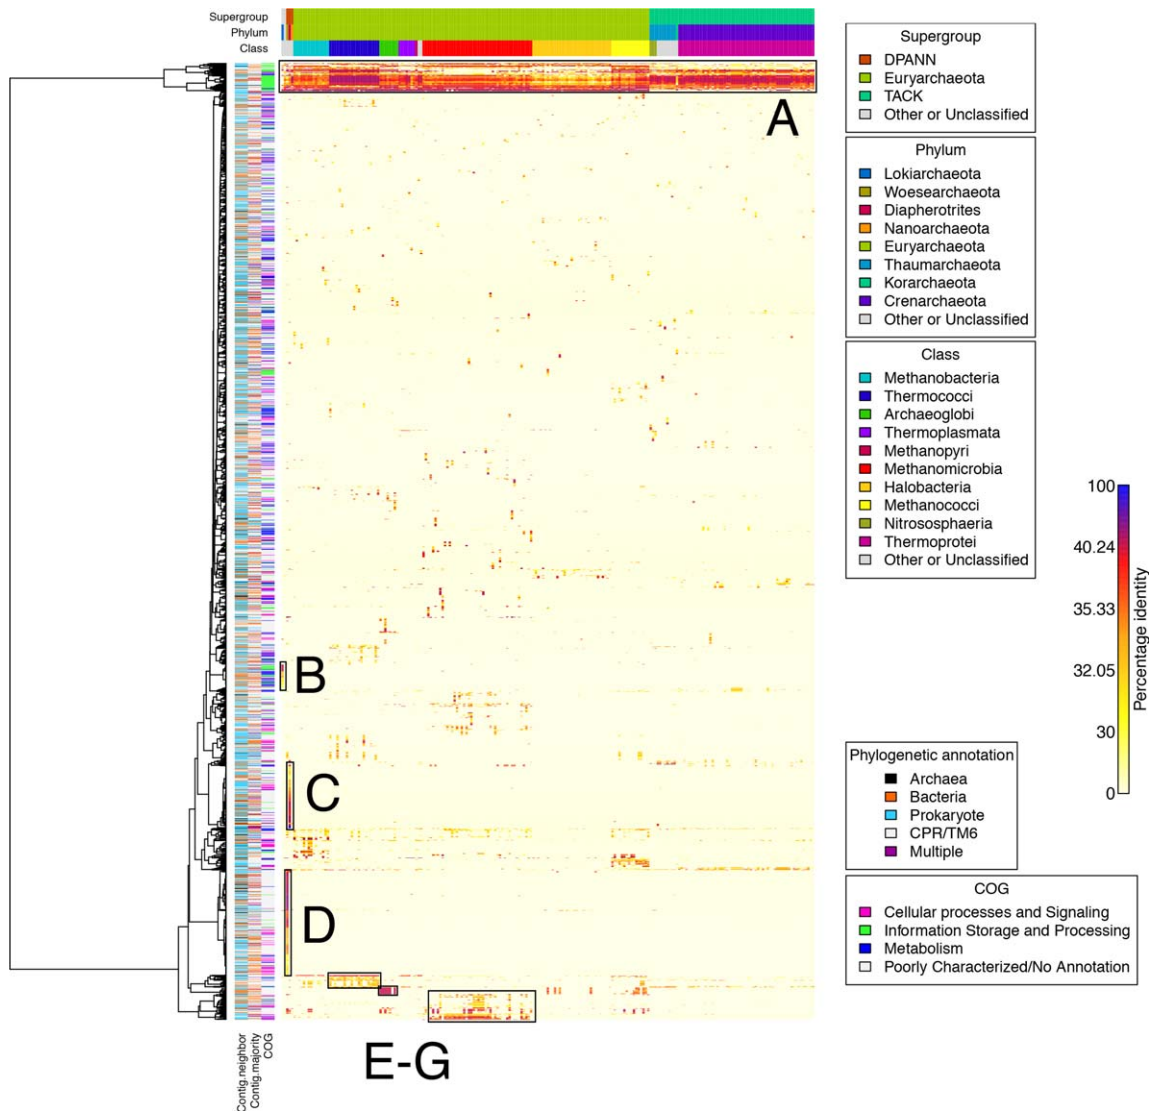 Supergroup
Phylum
Class
A
B
C
D
E-G
Contig.neighbor
Contig.majority
COG
Supergroup
DPANN
Euryarchaeota
TACK
Other or Unclassified
Phylum
Lokiarchaeota
Woesearchaeota
Diapherotrites
Nanoarchaeota
Euryarchaeota
Thaumarchaeota
Korarchaeota
Crenarchaeota
Other or Unclassified
Class
Methanobacteria
Thermococci
Archaeoglobi
Thermoplasmata
Methanopyri
Methanomicrobia
Halobacteria
Methanococci
Nitrososphaeria
Thermoprotei
Other or Unclassified
100
40.24
35.33
32.05
30
0
Percentage identity
Phylogenetic annotation
Archaea
Bacteria
Prokaryote
CPR/TM6
Multiple
COG
Cellular processes and Signaling
Information Storage and Processing
Metabolism
Poorly Characterized/No Annotation